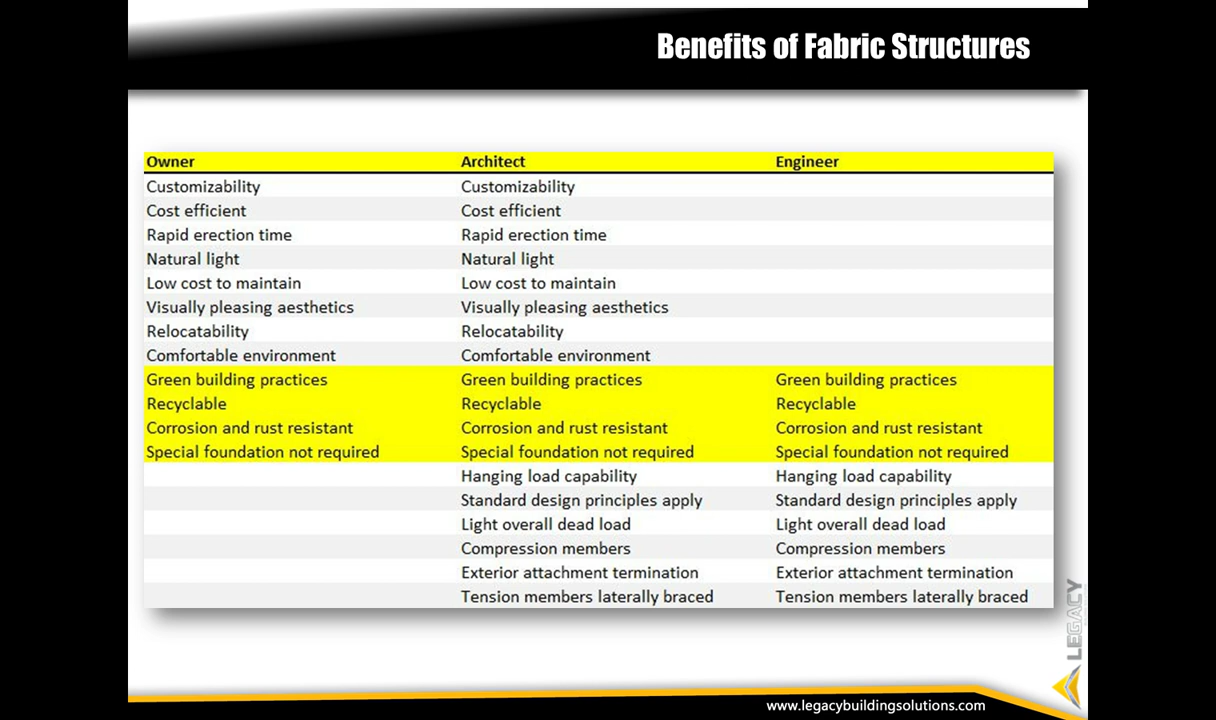 Benefits of Fabric Structures
Owner Architect Engineer
Customizability Customizability
Cost efficient Cost efficient
Rapid erection time Rapid erection time
Natural light Natural light
Low cost to maintain Low cost to maintain
Visually pleasing aesthetics Visually pleasing aesthetics
Relocatability Relocatability
Comfortable environment Comfortable environment
Green building practices Green building practices Green building practices
Recyclable Recyclable Recyclable
Corrosion and rust resistant Corrosion and rust resistant Corrosion and rust resistant
Special foundation not required Special foundation not required Special foundation not required
Hanging load capability Hanging load capability
Standard design principles apply Standard design principles apply
Light overall dead load Light overall dead load
Compression members Compression members
Exterior attachment termination Exterior attachment termination
Tension members laterally braced Tension members laterally braced
LEGACY
www.legacybuildingsolutions.com